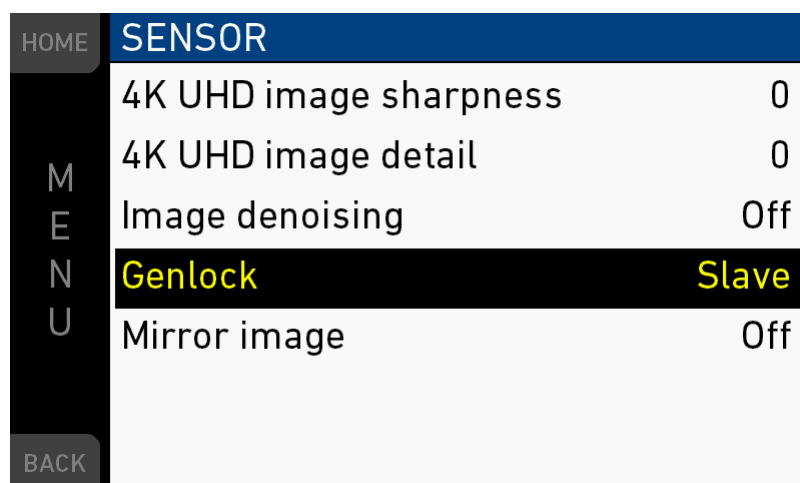 HOME
SENSOR
4K UHD image sharpness 0
4K UHD image detail 0
Image denoising Off
Genlock Slave
Mirror image Off
MENU
BACK